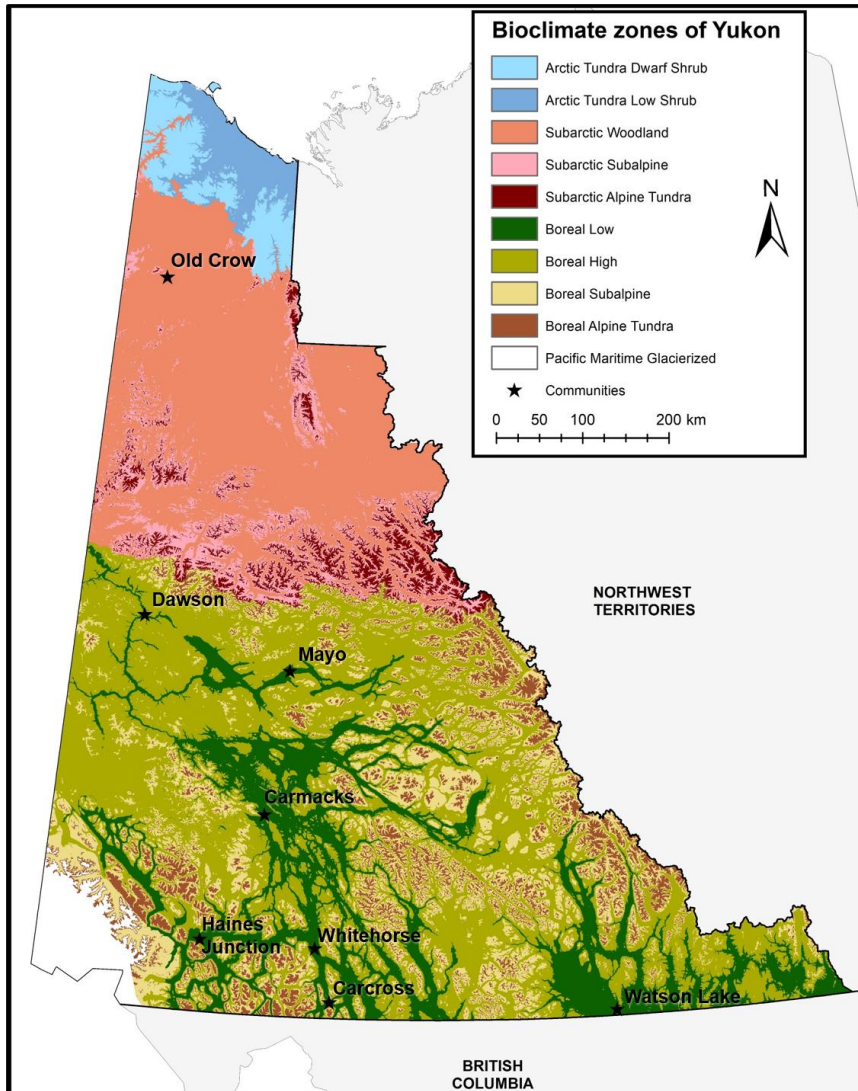 Bioclimate zones of Yukon
Arctic Tundra Dwarf Shrub
Arctic Tundra Low Shrub
Subarctic Woodland
Subarctic Subalpine
Subarctic Alpine Tundra
Boreal Low
Boreal High
Boreal Subalpine
Boreal Alpine Tundra
Pacific Maritime Glacierized
Communities
0 50 100 200 km
N
Old Crow
Dawson
Mayo
NORTHWEST
TERRITORIES
Carmacks
Haines
Junction
Whitehorse
Carcross
Watson Lake
BRITISH
COLUMBIA